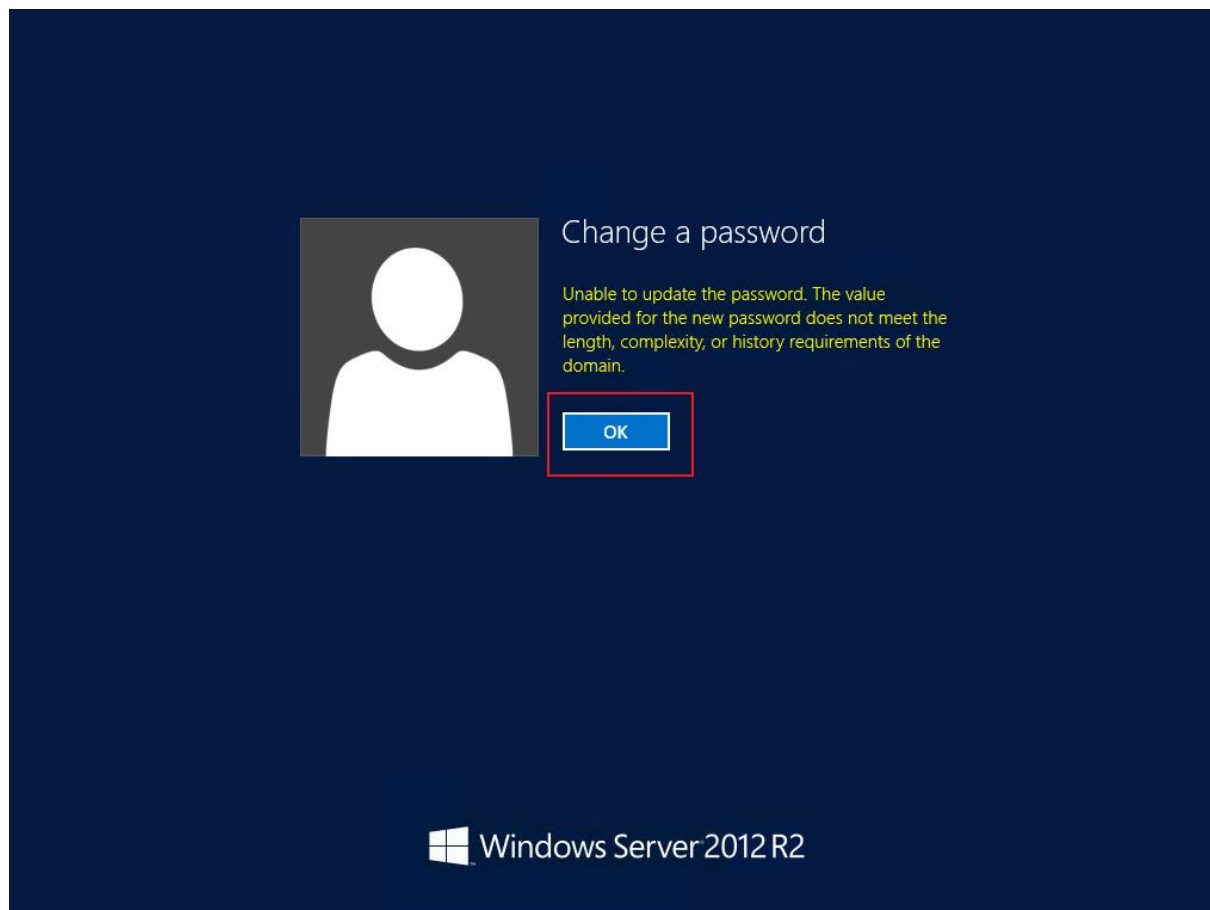 Change a password
Unable to update the password. The value
provided for the new password does not meet the
length, complexity, or history requirements of the
domain.
OK
Windows Server 2012 R2